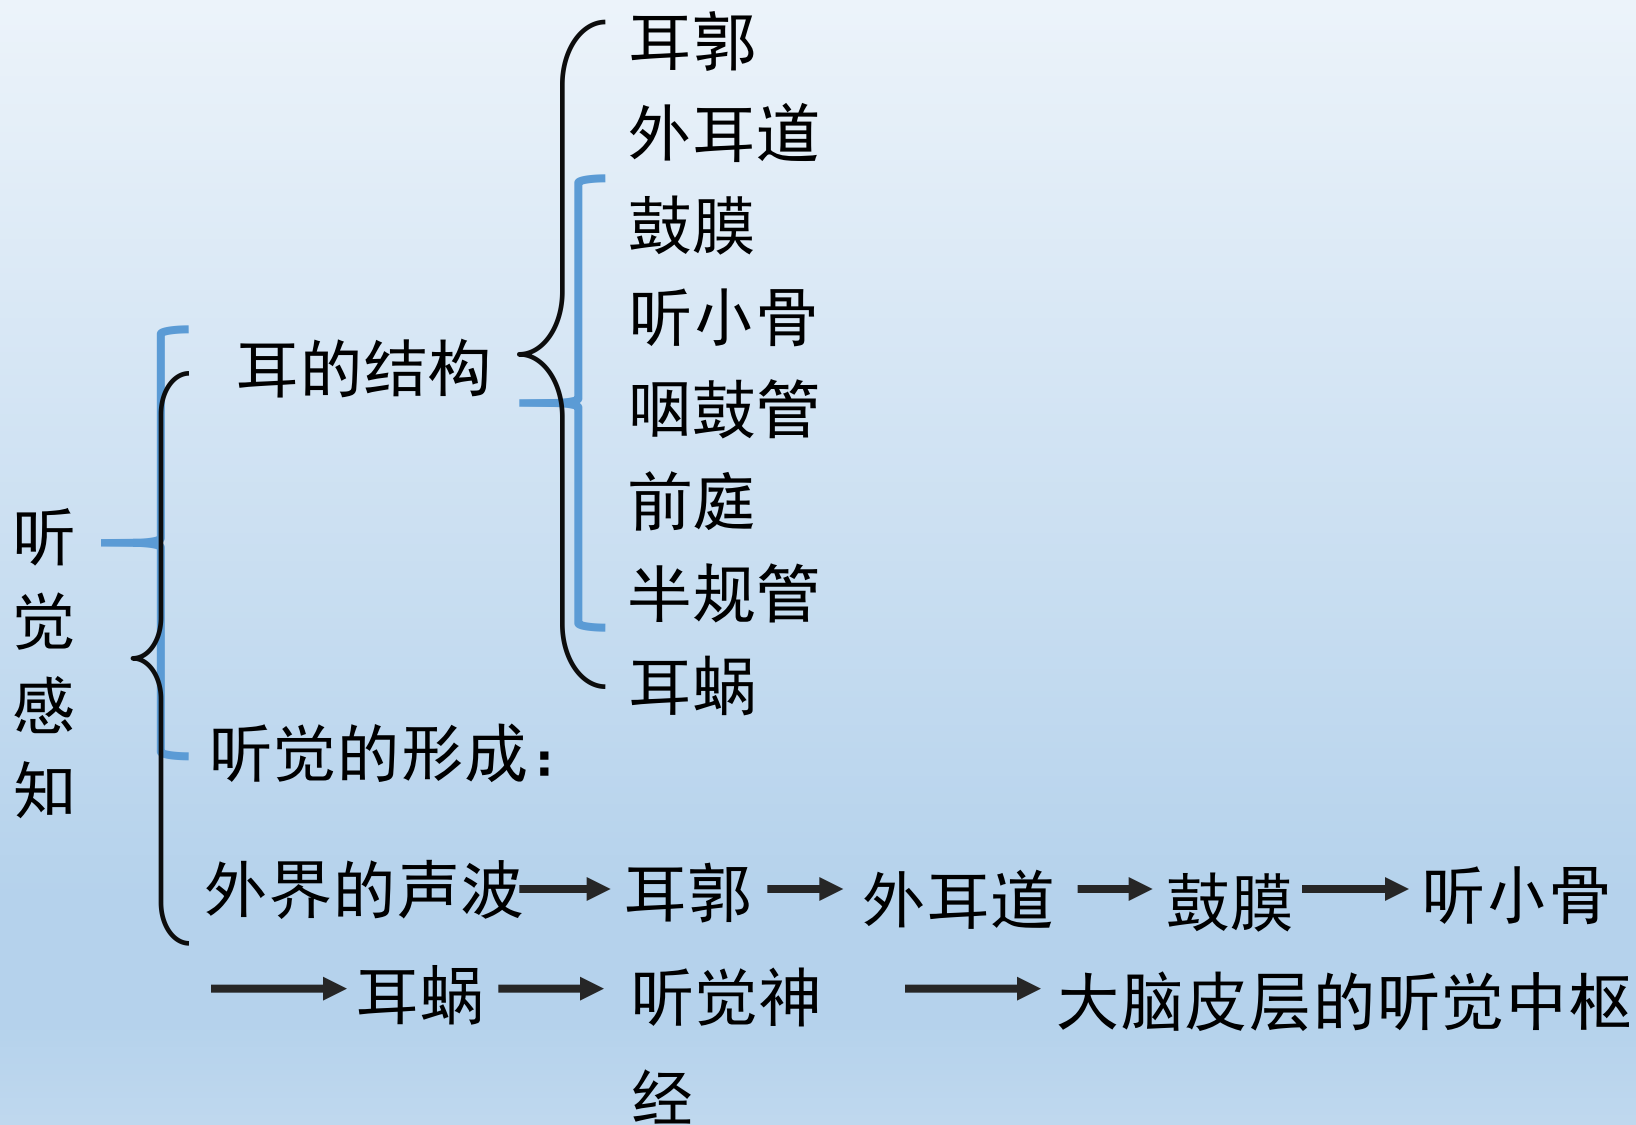 听觉感知
耳的结构
耳郭
外耳道
鼓膜
听小骨
咽鼓管
前庭
半规管
耳蜗
听觉的形成：
外界的声波 → 耳郭 → 外耳道 → 鼓膜 → 听小骨
→ 耳蜗 → 听觉神 → 大脑皮层的听觉中枢
经